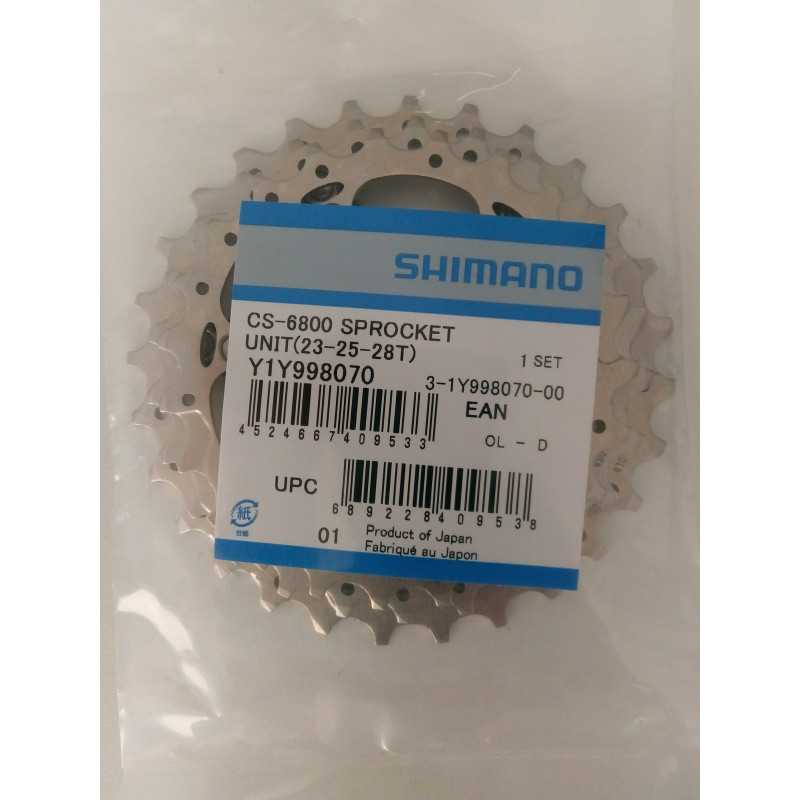 SHIMANO
CS-6800 SPROCKET
UNIT(23-25-28T)
1 SET
Y1Y998070
3-1Y998070-00
EAN
4524667409533
OL - D
UPC
689228409538
紙
01
Product of Japan
Fabriqué au Japon